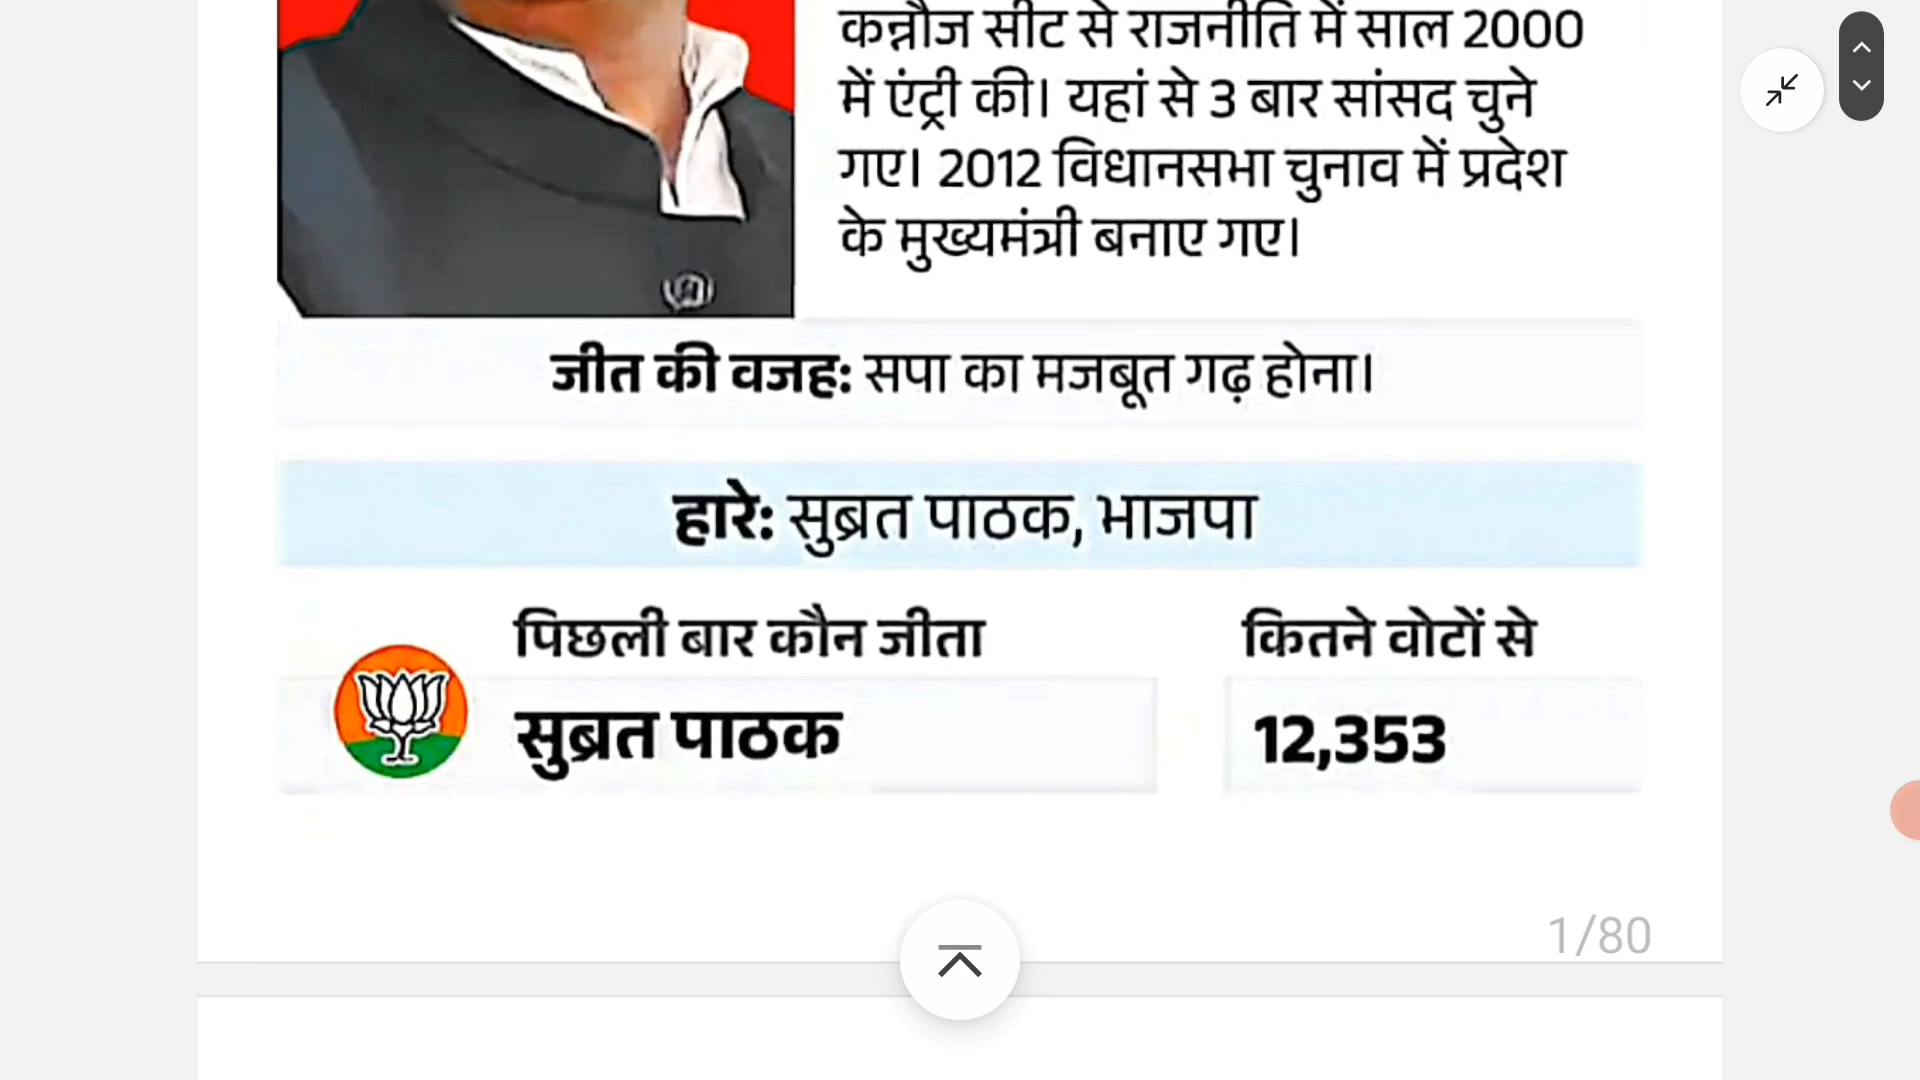 कन्नौज सीट से राजनीति में साल 2000
में एंट्री की। यहां से 3 बार सांसद चुने
गए। 2012 विधानसभा चुनाव में प्रदेश
के मुख्यमंत्री बनाए गए।
जीत की वजह: सपा का मजबूत गढ़ होना।
हारे: सुब्रत पाठक, भाजपा
पिछली बार कौन जीता
कितने वोटों से
सुब्रत पाठक
12,353
1/80